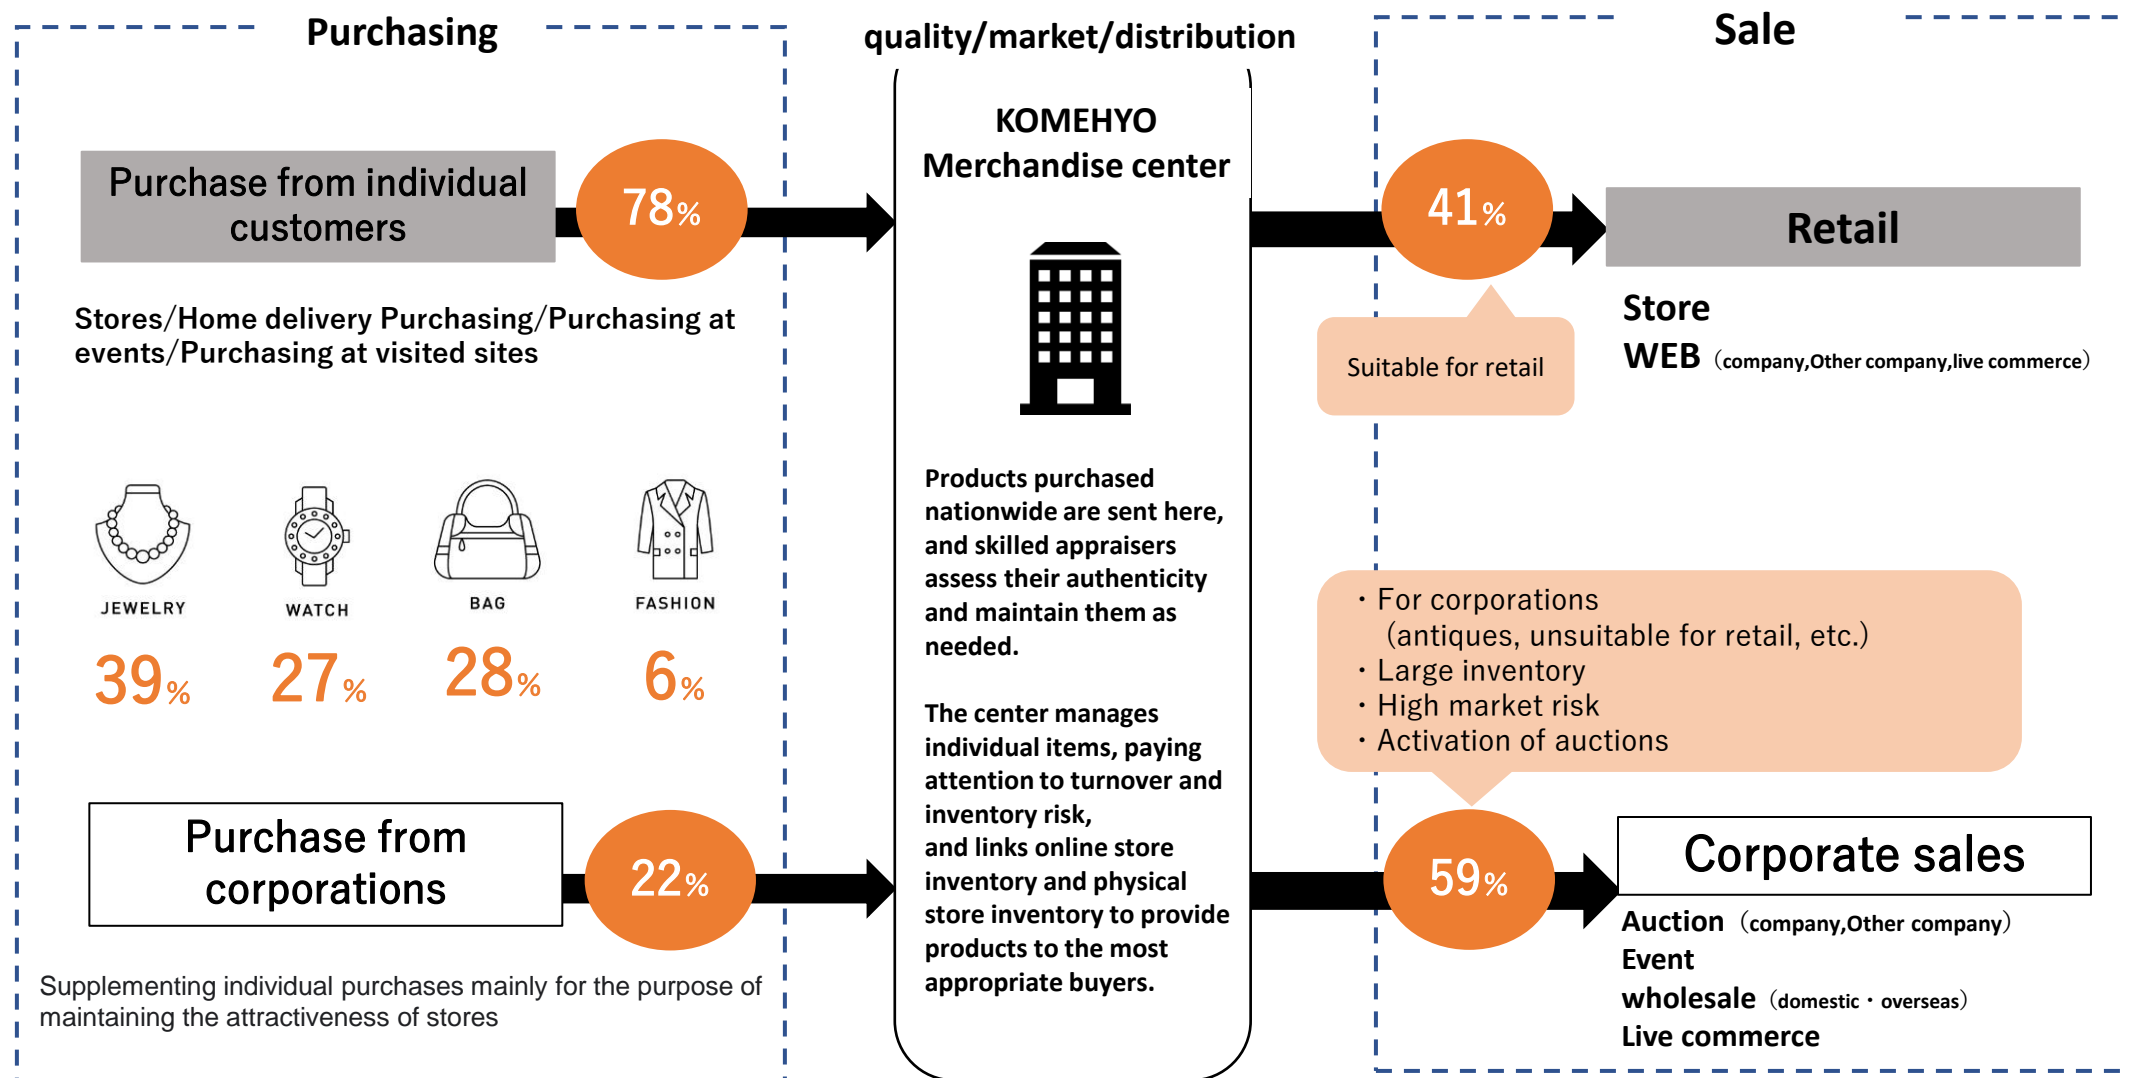 Purchasing
Purchase from individual
customers
78%
Stores/Home delivery Purchasing/Purchasing at
events/Purchasing at visited sites
JEWELRY
WATCH
BAG
FASHION
39%
27%
28%
6%
Purchase from
corporations
22%
Supplementing individual purchases mainly for the purpose of
maintaining the attractiveness of stores
quality/market/distribution
KOMEHYO
Merchandise center
Products purchased
nationwide are sent here,
and skilled appraisers
assess their authenticity
and maintain them as
needed.
The center manages
individual items, paying
attention to turnover and
inventory risk,
and links online store
inventory and physical
store inventory to provide
products to the most
appropriate buyers.
Sale
41%
Retail
Suitable for retail
Store
WEB（company,Other company,live commerce）
・For corporations
（antiques, unsuitable for retail, etc.）
・Large inventory
・High market risk
・Activation of auctions
59%
Corporate sales
Auction（company,Other company）
Event
wholesale（domestic・overseas）
Live commerce